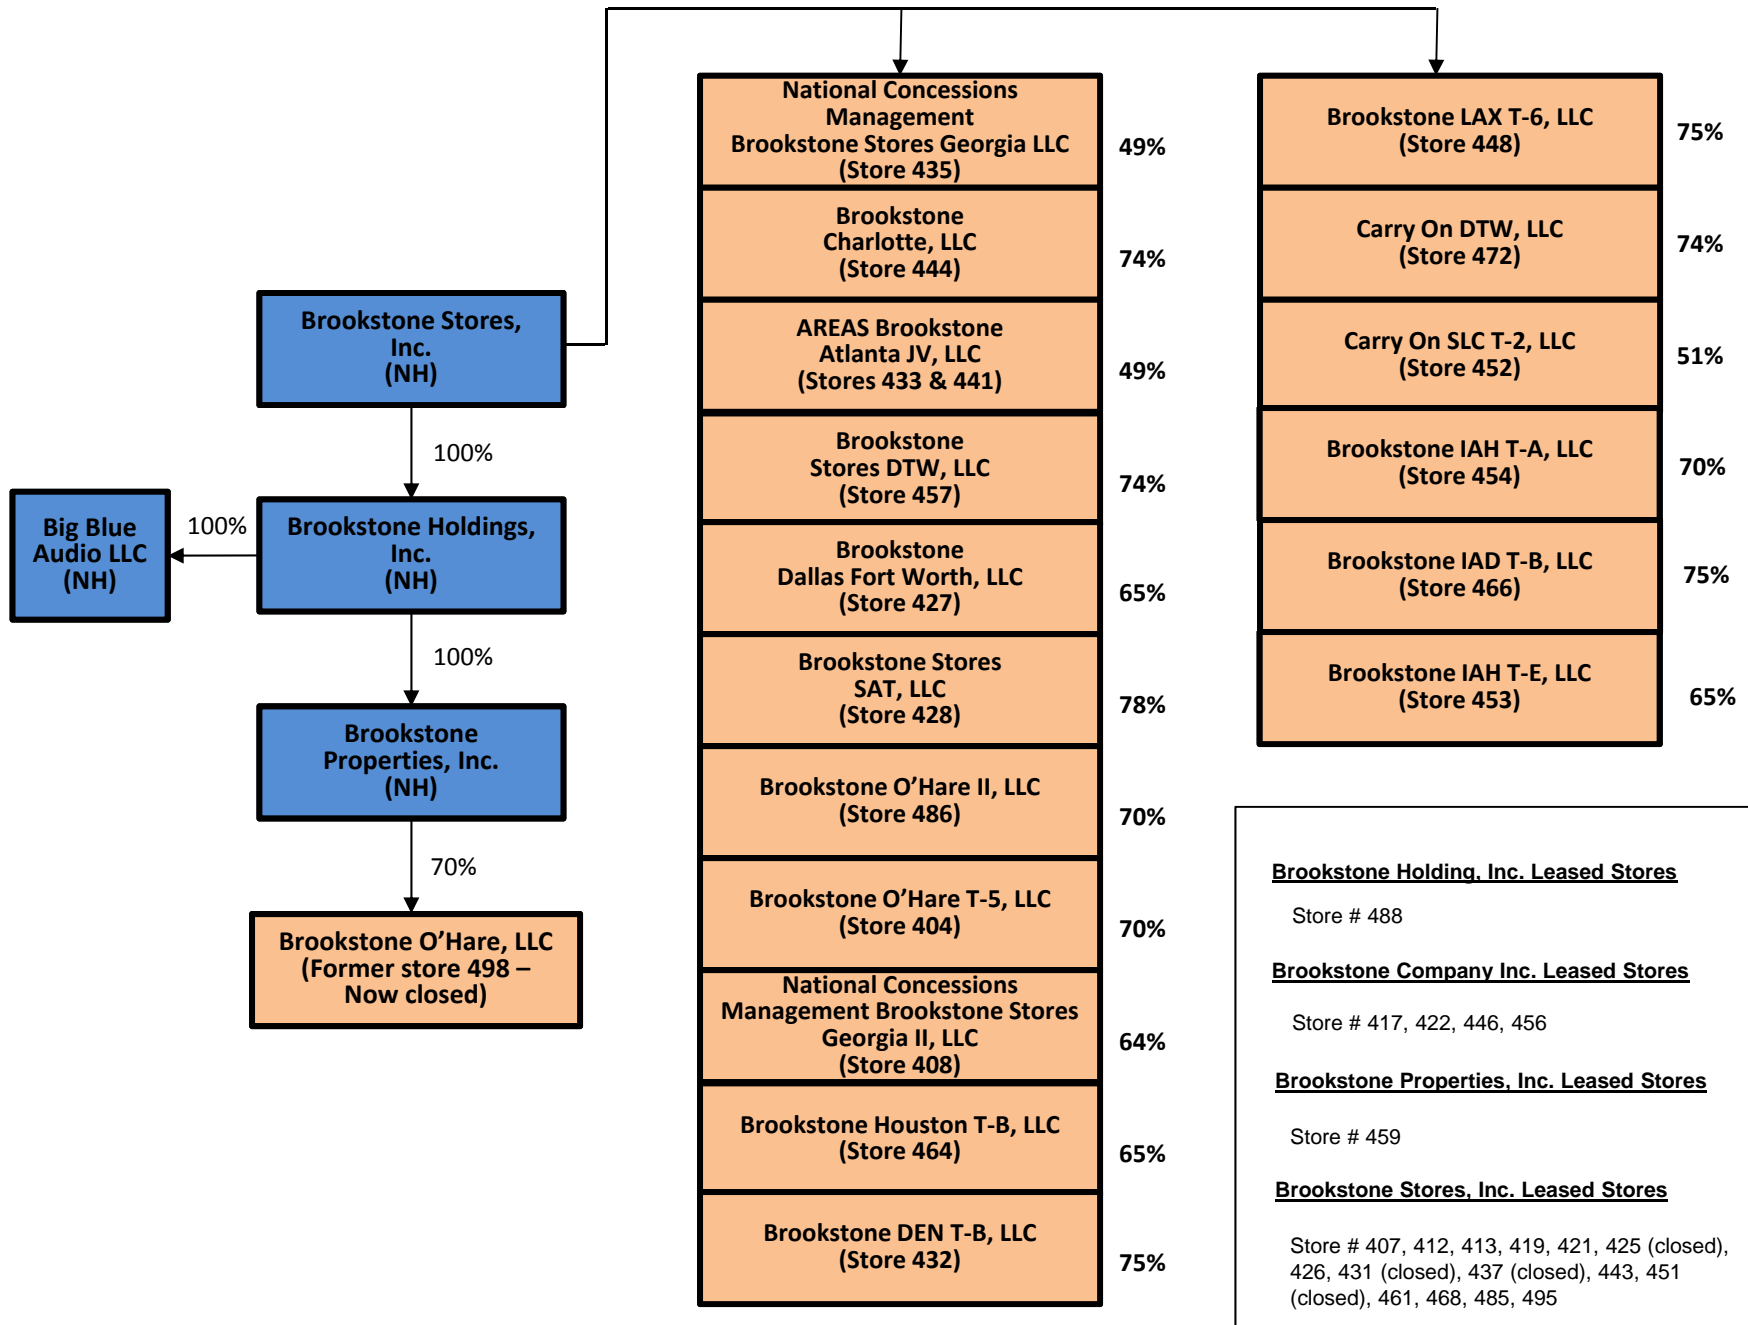 Brookstone Stores,
Inc.
(NH)
100%
Big Blue
Audio LLC
(NH)
100%
Brookstone Holdings,
Inc.
(NH)
100%
Brookstone
Properties, Inc.
(NH)
70%
Brookstone O’Hare, LLC
(Former store 498 –
Now closed)
National Concessions
Management
Brookstone Stores Georgia LLC
(Store 435)
49%
Brookstone
Charlotte, LLC
(Store 444)
74%
AREAS Brookstone
Atlanta JV, LLC
(Stores 433 & 441)
49%
Brookstone
Stores DTW, LLC
(Store 457)
74%
Brookstone
Dallas Fort Worth, LLC
(Store 427)
65%
Brookstone Stores
SAT, LLC
(Store 428)
78%
Brookstone O’Hare II, LLC
(Store 486)
70%
Brookstone O’Hare T-5, LLC
(Store 404)
70%
National Concessions
Management Brookstone Stores
Georgia II, LLC
(Store 408)
64%
Brookstone Houston T-B, LLC
(Store 464)
65%
Brookstone DEN T-B, LLC
(Store 432)
75%
Brookstone LAX T-6, LLC
(Store 448)
75%
Carry On DTW, LLC
(Store 472)
74%
Carry On SLC T-2, LLC
(Store 452)
51%
Brookstone IAH T-A, LLC
(Store 454)
70%
Brookstone IAD T-B, LLC
(Store 466)
75%
Brookstone IAH T-E, LLC
(Store 453)
65%
Brookstone Holding, Inc. Leased Stores
Store # 488
Brookstone Company Inc. Leased Stores
Store # 417, 422, 446, 456
Brookstone Properties, Inc. Leased Stores
Store # 459
Brookstone Stores, Inc. Leased Stores
Store # 407, 412, 413, 419, 421, 425 (closed),
426, 431 (closed), 437 (closed), 443, 451
(closed), 461, 468, 485, 495